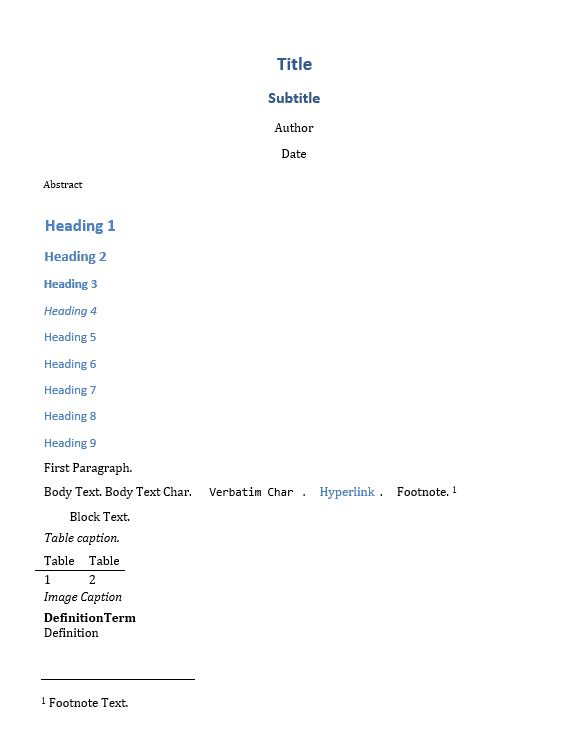 Title
Subtitle
Author
Date
Abstract
Heading 1
Heading 2
Heading 3
Heading 4
Heading 5
Heading 6
Heading 7
Heading 8
Heading 9
First Paragraph.
Body Text. Body Text Char. Verbatim Char . Hyperlink . Footnote. 1
Block Text.
Table caption.
Table Table
1 2
Image Caption
DefinitionTerm
Definition
1 Footnote Text.